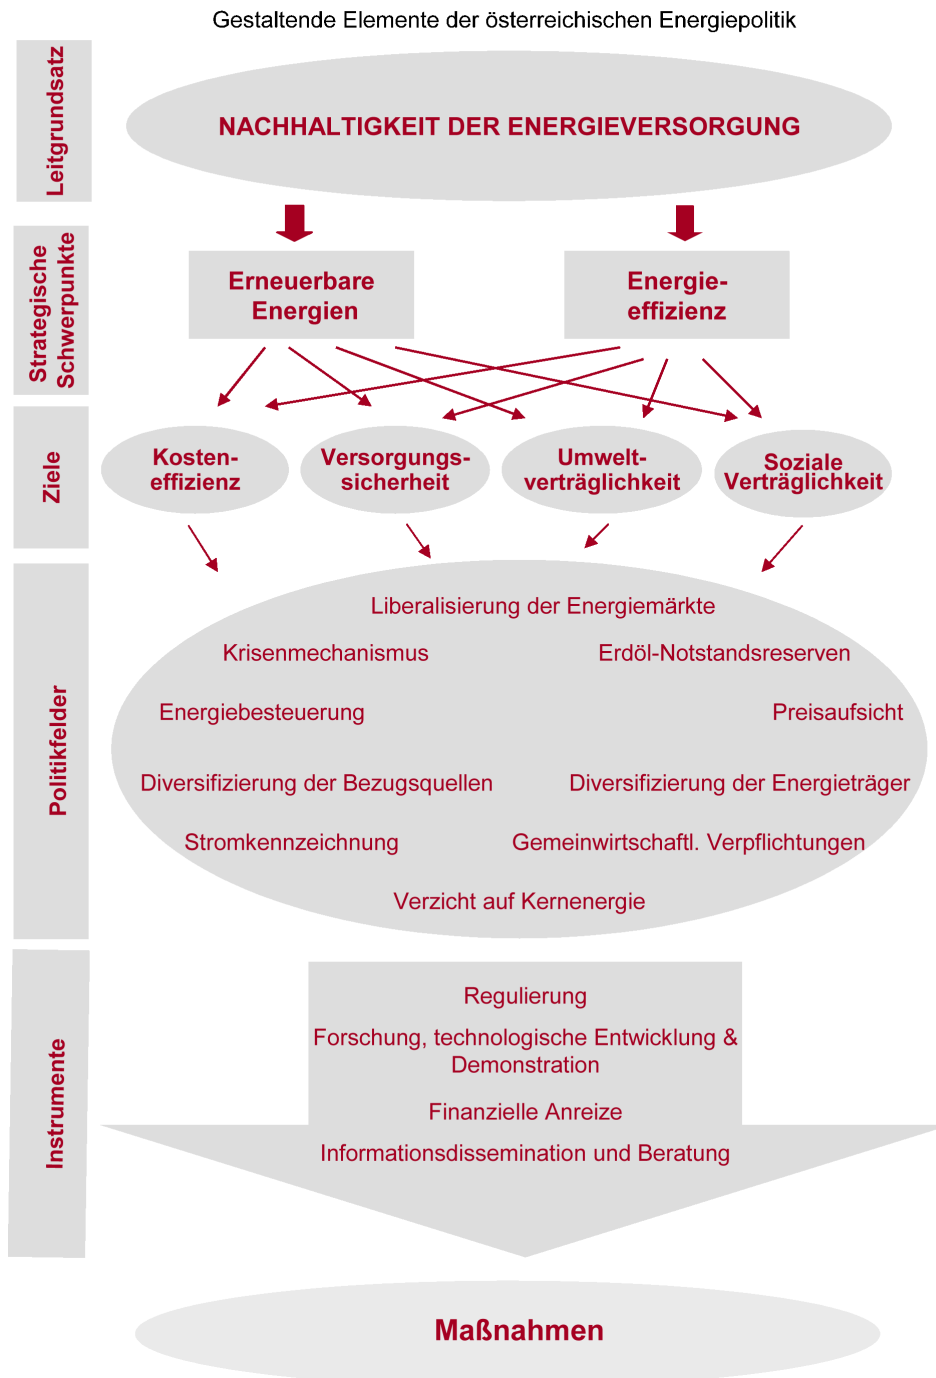 Gestaltende Elemente der österreichischen Energiepolitik
Leitgrundsatz
NACHHALTIGKEIT DER ENERGIEVERSORGUNG
Strategische
Schwerpunkte
Erneuerbare
Energien
Energie-
effizienz
Ziele
Kosten-
effizienz
Versorgungs-
sicherheit
Umwelt-
verträglichkeit
Soziale
Verträglichkeit
Politikfelder
Liberalisierung der Energiemärkte
Krisenmechanismus
Erdöl-Notstandsreserven
Energiebesteuerung
Preisaufsicht
Diversifizierung der Bezugsquellen
Diversifizierung der Energieträger
Stromkennzeichnung
Gemeinwirtschaftl. Verpflichtungen
Verzicht auf Kernenergie
Instrumente
Regulierung
Forschung, technologische Entwicklung &
Demonstration
Finanzielle Anreize
Informationsdissemination und Beratung
Maßnahmen